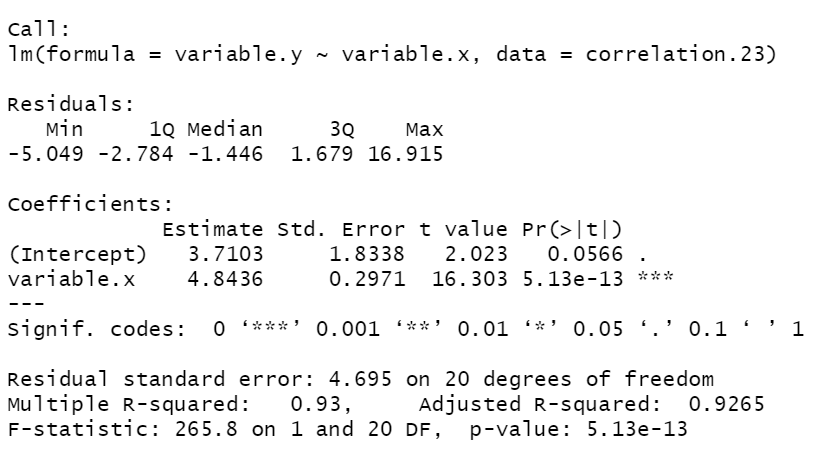 Call:
lm(formula = variable.y ~ variable.x, data = correlation.23)
Residuals:
Min 1Q Median 3Q Max
-5.049 -2.784 -1.446 1.679 16.915
Coefficients:
Estimate Std. Error t value Pr(>|t|)
(Intercept) 3.7103 1.8338 2.023 0.0566 .
variable.x 4.8436 0.2971 16.303 5.13e-13 ***
---
Signif. codes: 0 ‘***’ 0.001 ‘**’ 0.01 ‘*’ 0.05 ‘.’ 0.1 ‘ ’ 1
Residual standard error: 4.695 on 20 degrees of freedom
Multiple R-squared: 0.93, Adjusted R-squared: 0.9265
F-statistic: 265.8 on 1 and 20 DF, p-value: 5.13e-13